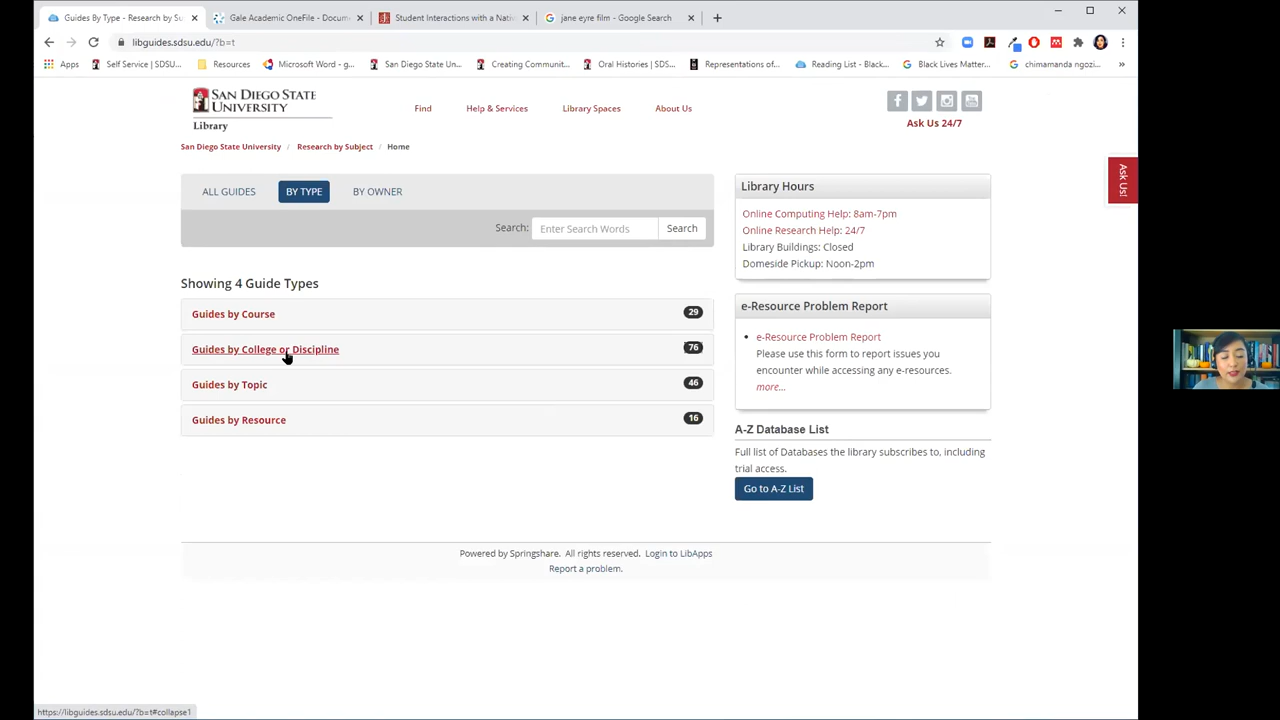 Guides By Type - Research by Su
Gale Academic OneFile - Docum
Student Interactions with a Nativ
jane eyre film - Google Search
libguides.sdsu.edu/?b=t
Apps
Self Service | SDSU...
Resources
Microsoft Word - g...
San Diego State Un...
Creating Communit...
Oral Histories | SDS...
Representations of...
Reading List - Black...
Black Lives Matter...
chimamanda ngozi...
SAN DIEGO STATE
UNIVERSITY
Library
Find
Help & Services
Library Spaces
About Us
Ask Us 24/7
San Diego State University / Research by Subject / Home
Ask Us!
ALL GUIDES
BY TYPE
BY OWNER
Search:
Enter Search Words
Search
Showing 4 Guide Types
Guides by Course 29
Guides by College or Discipline 76
Guides by Topic 46
Guides by Resource 16
Library Hours
Online Computing Help: 8am-7pm
Online Research Help: 24/7
Library Buildings: Closed
Domeside Pickup: Noon-2pm
e-Resource Problem Report
e-Resource Problem Report
Please use this form to report issues you
encounter while accessing any e-resources.
more...
A-Z Database List
Full list of Databases the library subscribes to, including
trial access.
Go to A-Z List
Powered by Springshare. All rights reserved. Login to LibApps
Report a problem.
https://libguides.sdsu.edu/?b=t#collapse1